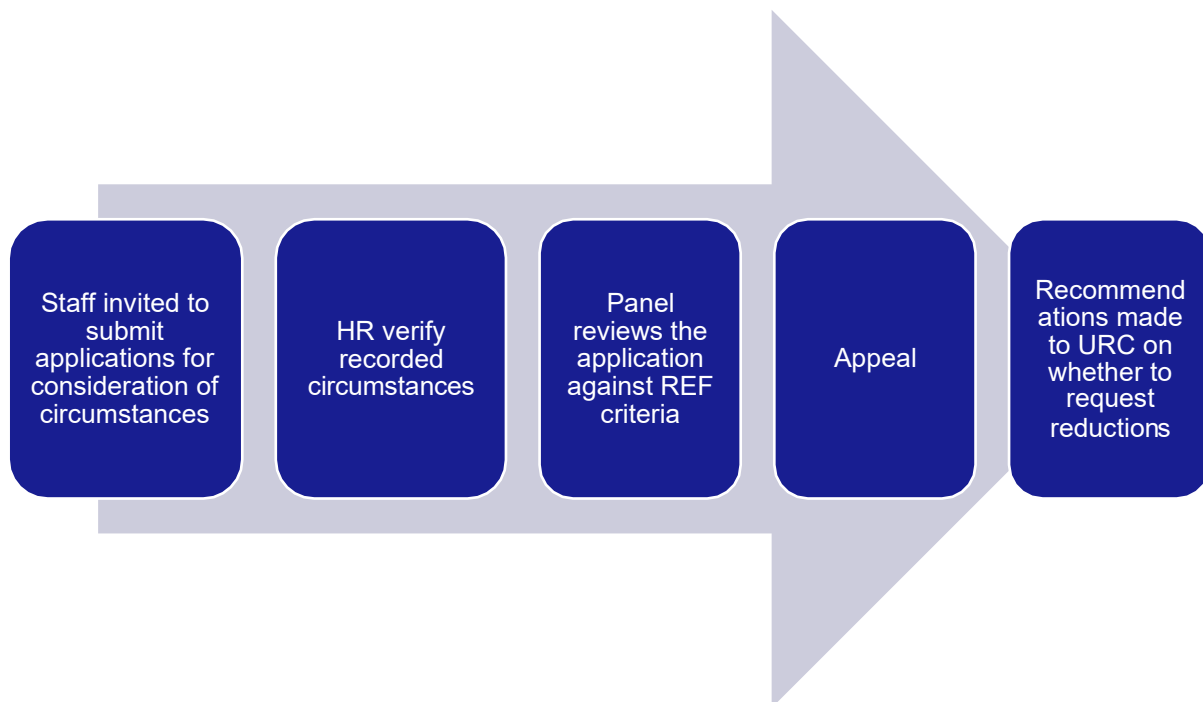 Staff invited to
submit
applications for
consideration of
circumstances
HR verify
recorded
circumstances
Panel
reviews the
application
against REF
criteria
Appeal
Recommend
ations made
to URC on
whether to
request
reductions